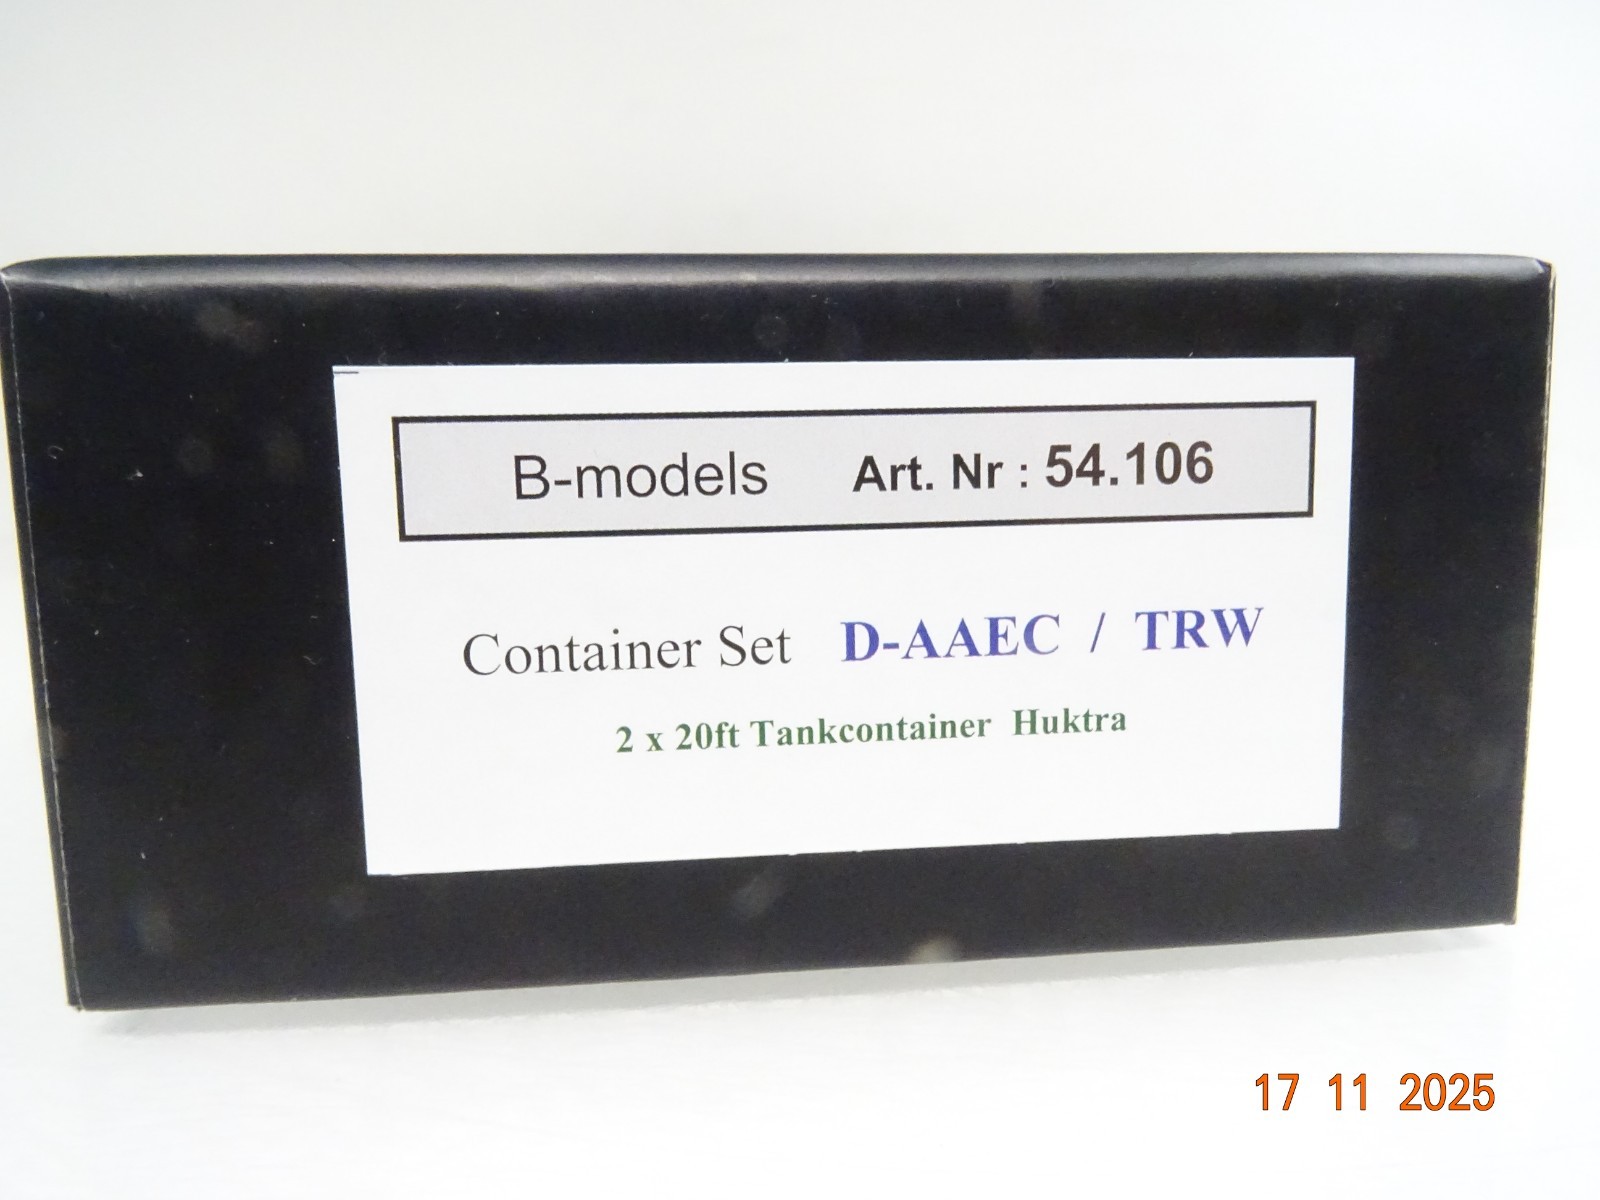 B-models Art. Nr : 54.106
Container Set D-AAEC / TRW
2 x 20ft Tankcontainer Huktra
17 11 2025